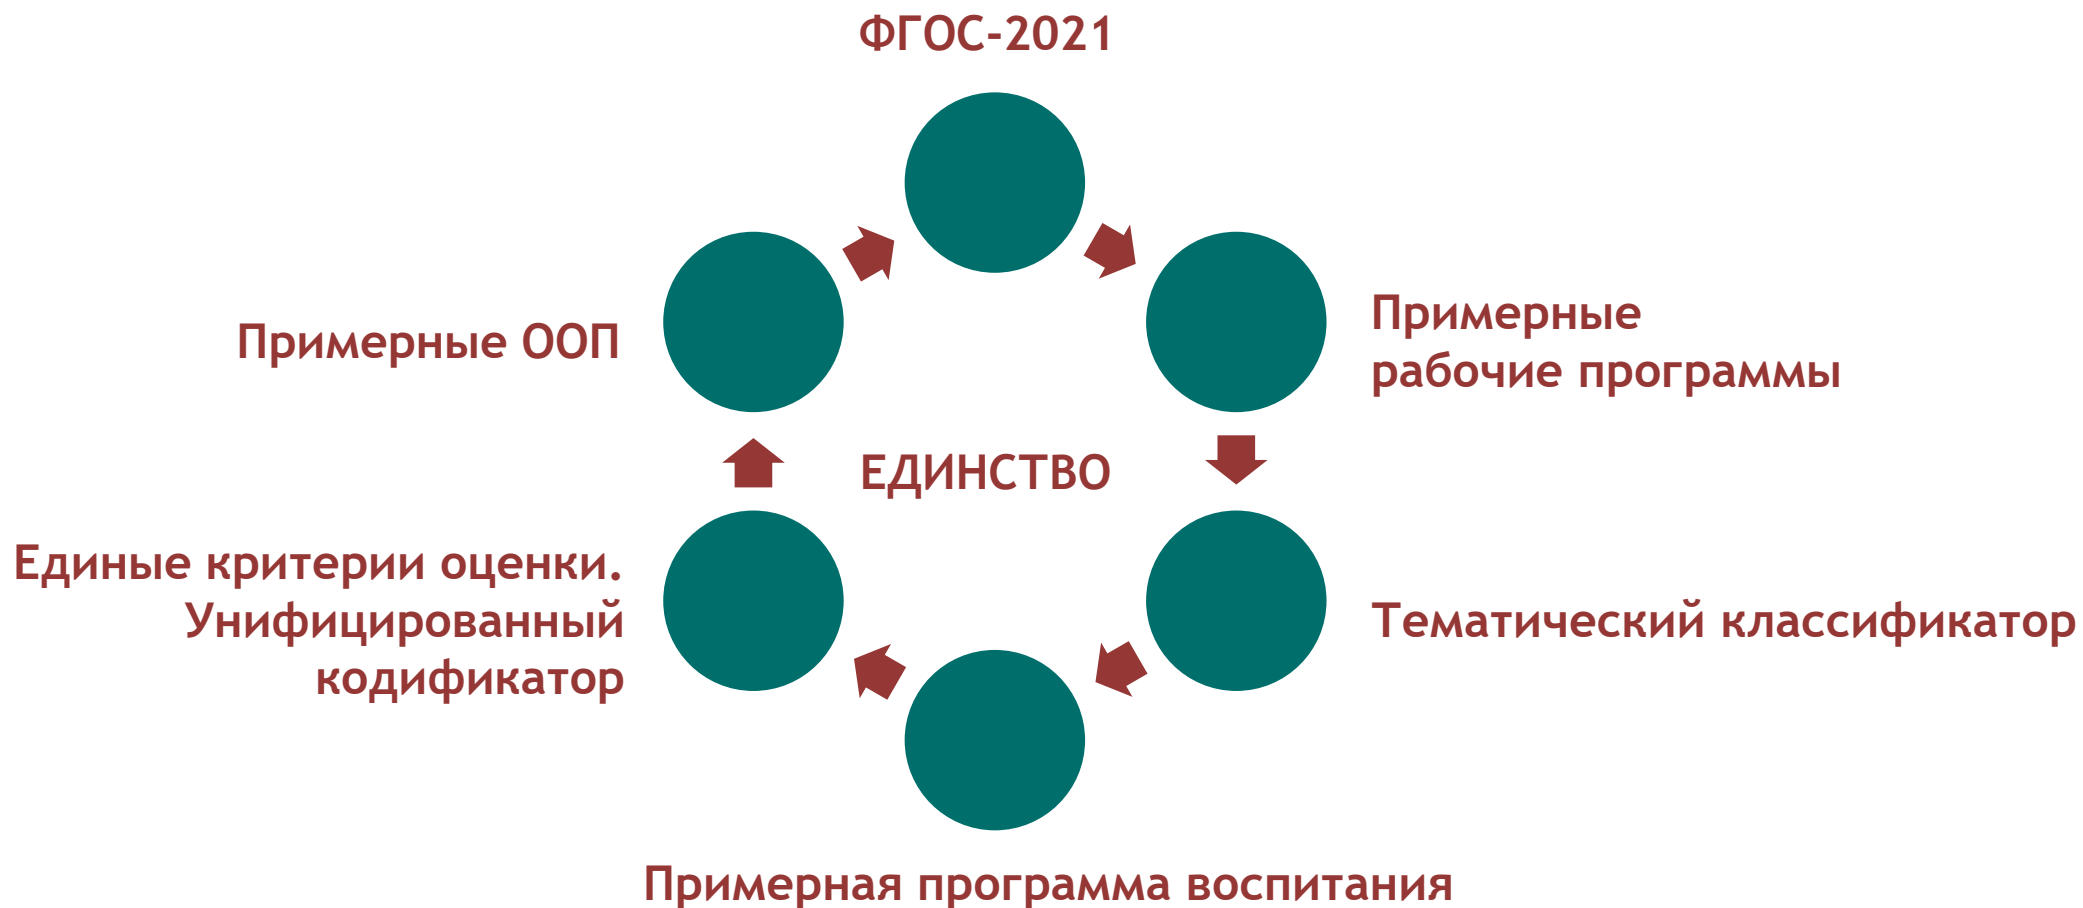 ФГОС-2021
Примерные
рабочие программы
Примерные ООП
ЕДИНСТВО
Единые критерии оценки.
Унифицированный
кодификатор
Тематический классификатор
Примерная программа воспитания